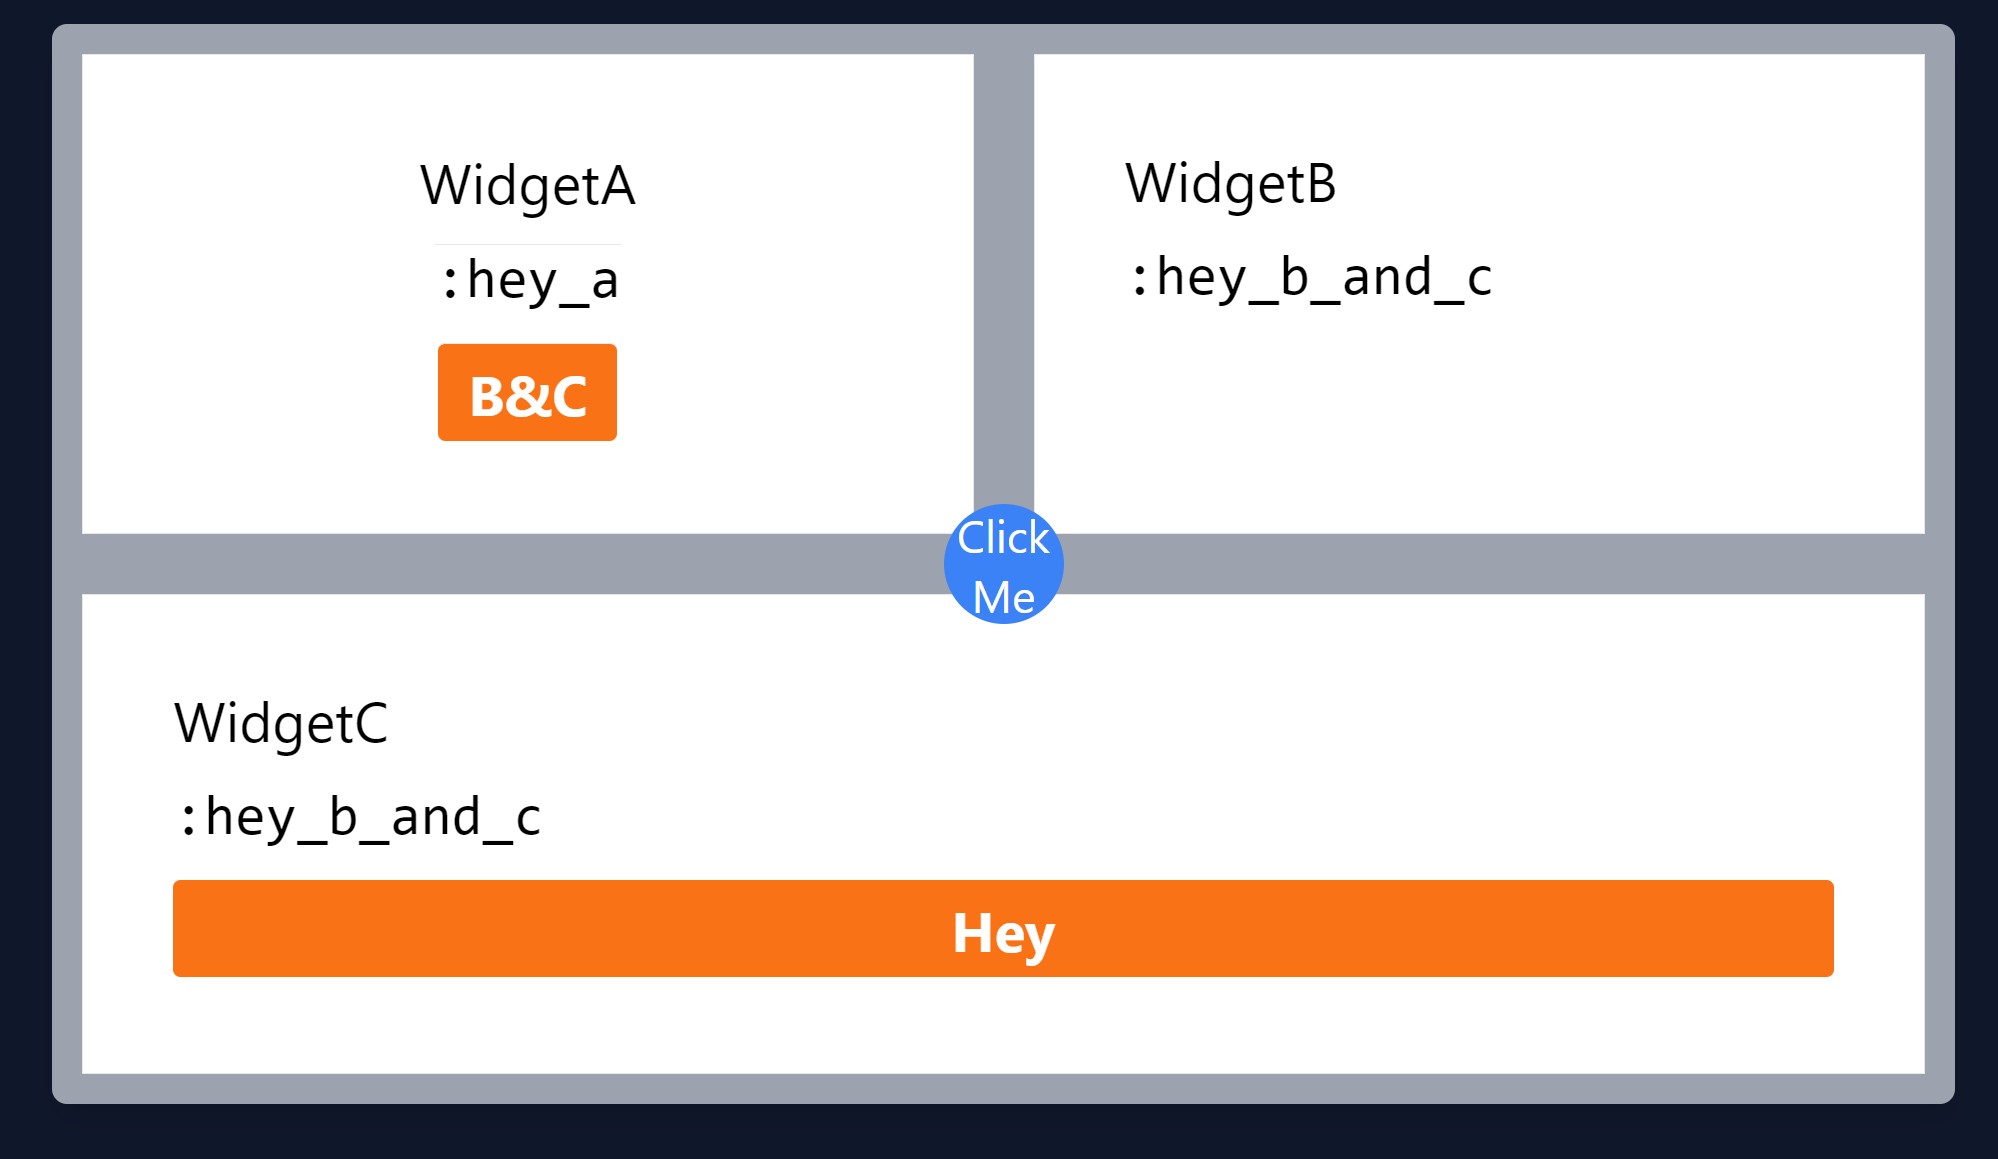 WidgetA
:hey_a
B&C
WidgetB
:hey_b_and_c
Click
Me
WidgetC
:hey_b_and_c
Hey